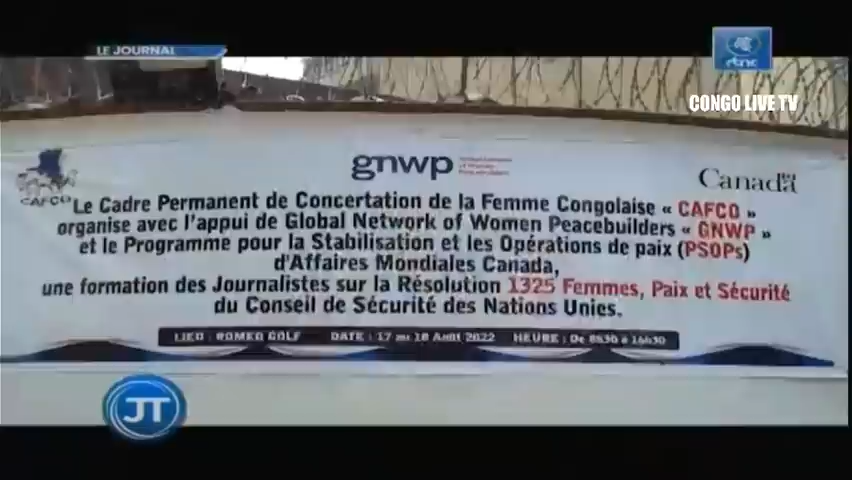 LE JOURNAL
rtnc
CONGO LIVE TV
gnwp
Canada
CAFCO
Le Cadre Permanent de Concertation de la Femme Congolaise « CAFCO »
organise avec l'appui de Global Network of Women Peacebuilders « GNWP »
et le Programme pour la Stabilisation et les Opérations de paix (PSOPs)
d'Affaires Mondiales Canada,
une formation des Journalistes sur la Résolution 1325 Femmes, Paix et Sécurité
du Conseil de Sécurité des Nations Unies.
LIEU : ROMEO GOLF DATE : 17 au 18 Août 2022 HEURE : De 8h30 à 16h30
JT